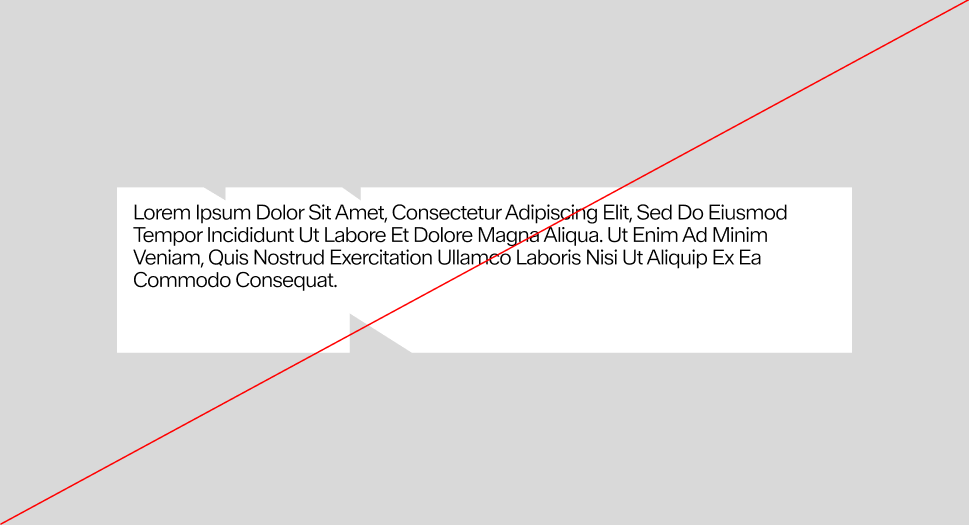 Lorem Ipsum Dolor Sit Amet, Consectetur Adipiscing Elit, Sed Do Eiusmod
Tempor Incididunt Ut Labore Et Dolore Magna Aliqua. Ut Enim Ad Minim
Veniam, Quis Nostrud Exercitation Ullamco Laboris Nisi Ut Aliquip Ex Ea
Commodo Consequat.